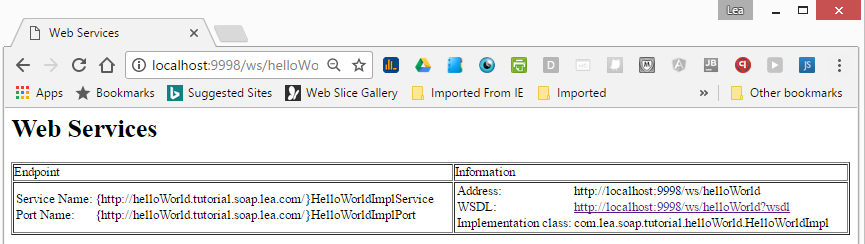 Lea
Web Services
localhost:9998/ws/helloWo
Apps Bookmarks Suggested Sites Web Slice Gallery Imported From IE Imported » Other bookmarks
Web Services
Endpoint Information
Service Name: {http://helloWorld.tutorial.soap.lea.com/}HelloWorldImplService
Port Name: {http://helloWorld.tutorial.soap.lea.com/}HelloWorldImplPort
Address: http://localhost:9998/ws/helloWorld
WSDL: http://localhost:9998/ws/helloWorld?wsdl
Implementation class: com.lea.soap.tutorial.helloWorld.HelloWorldImpl